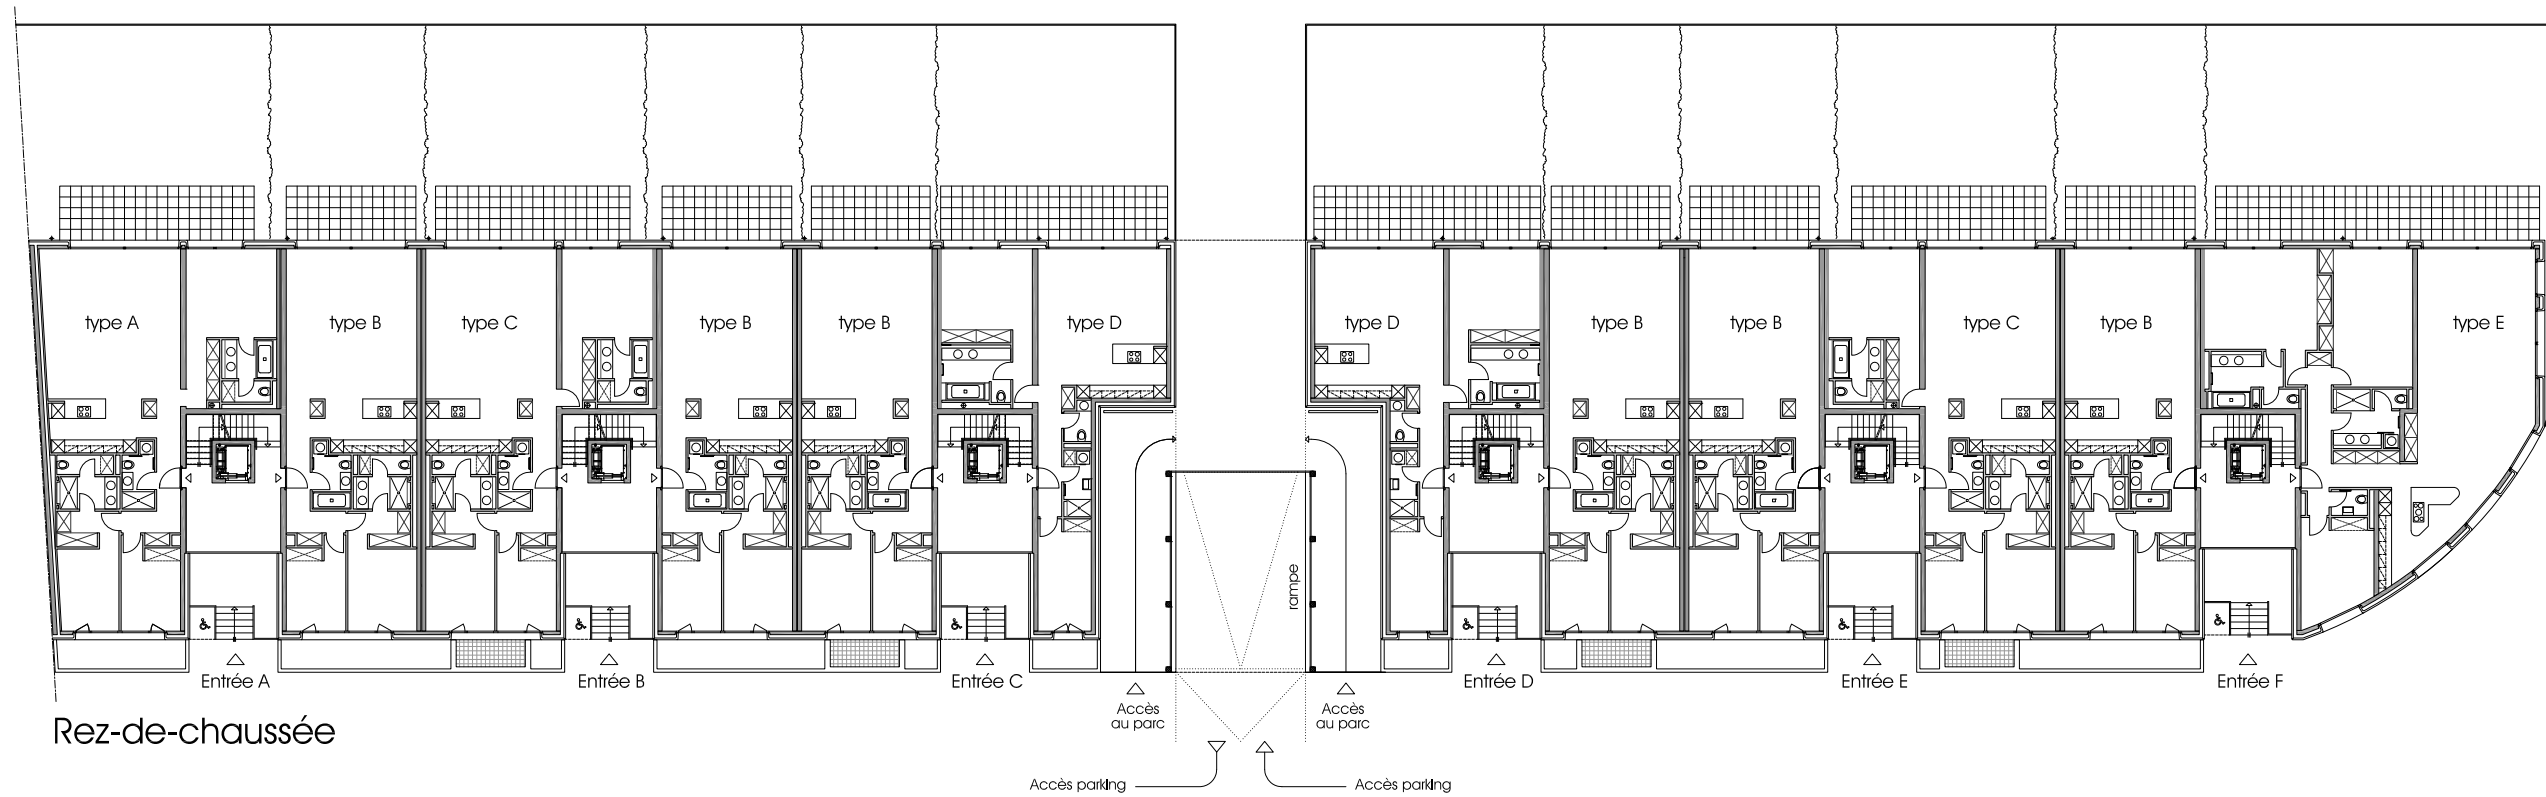 type A
type B
type C
type B
type B
type D
type D
type B
type B
type C
type B
type E
rampe
Entrée A
Entrée B
Entrée C
Entrée D
Entrée E
Entrée F
Accès
au parc
Accès
au parc
Rez-de-chaussée
Accès parking
Accès parking